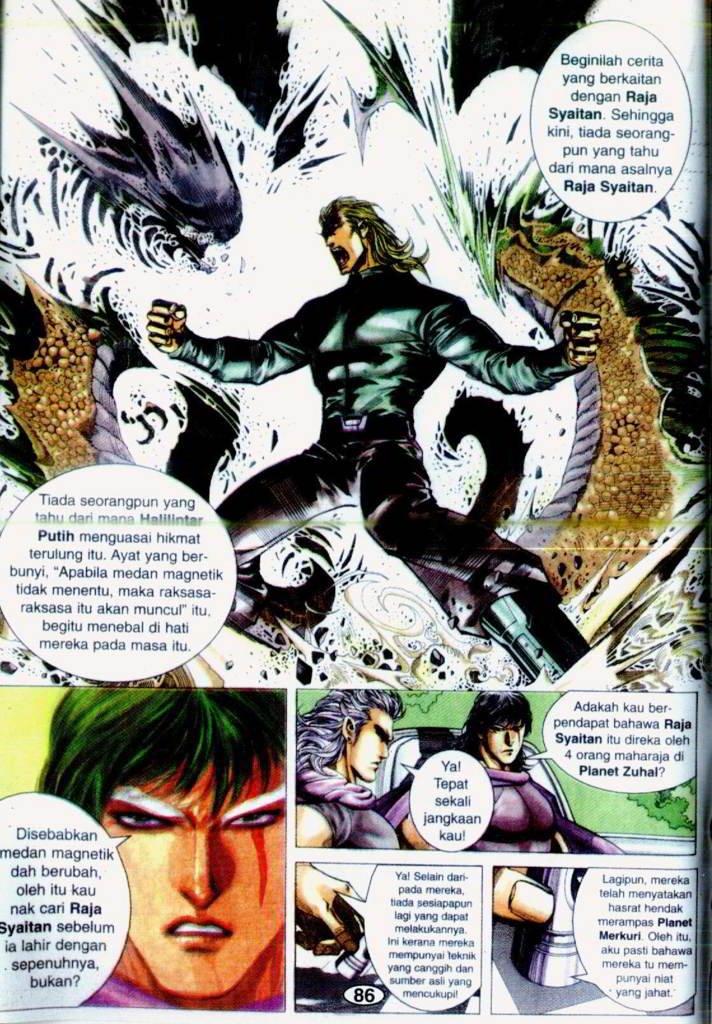 Beginilah cerita
yang berkaitan
dengan Raja
Syaitan. Sehingga
kini, tiada seorang-
pun yang tahu
dari mana asalnya
Raja Syaitan.
Tiada seorangpun yang
tahu dari mana Halilintar
Putih menguasai hikmat
terulung itu. Ayat yang ber-
bunyi, “Apabila medan magnetik
tidak menentu, maka raksasa-
raksasa itu akan muncul” itu,
begitu menebal di hati
mereka pada masa itu.
Disebabkan
medan magnetik
dah berubah,
oleh itu kau
nak cari Raja
Syaitan sebelum
ia lahir dengan
sepenuhnya,
bukan?
Adakah kau ber-
pendapat bahawa Raja
Syaitan itu direka oleh
4 orang maharaja di
Planet Zuhal?
Ya!
Tepat
sekali
jangkaan
kau!
Ya! Selain dari-
pada mereka,
tiada sesiapapun
lagi yang dapat
melakukannya.
Ini kerana mereka
mempunyai teknik
yang canggih dan
sumber asli yang
mencukupi!
Lagipun, mereka
telah menyatakan
hasrat hendak
merampas Planet
Merkuri. Oleh itu,
aku pasti bahawa
mereka tu mem-
punyai niat
yang jahat.
86